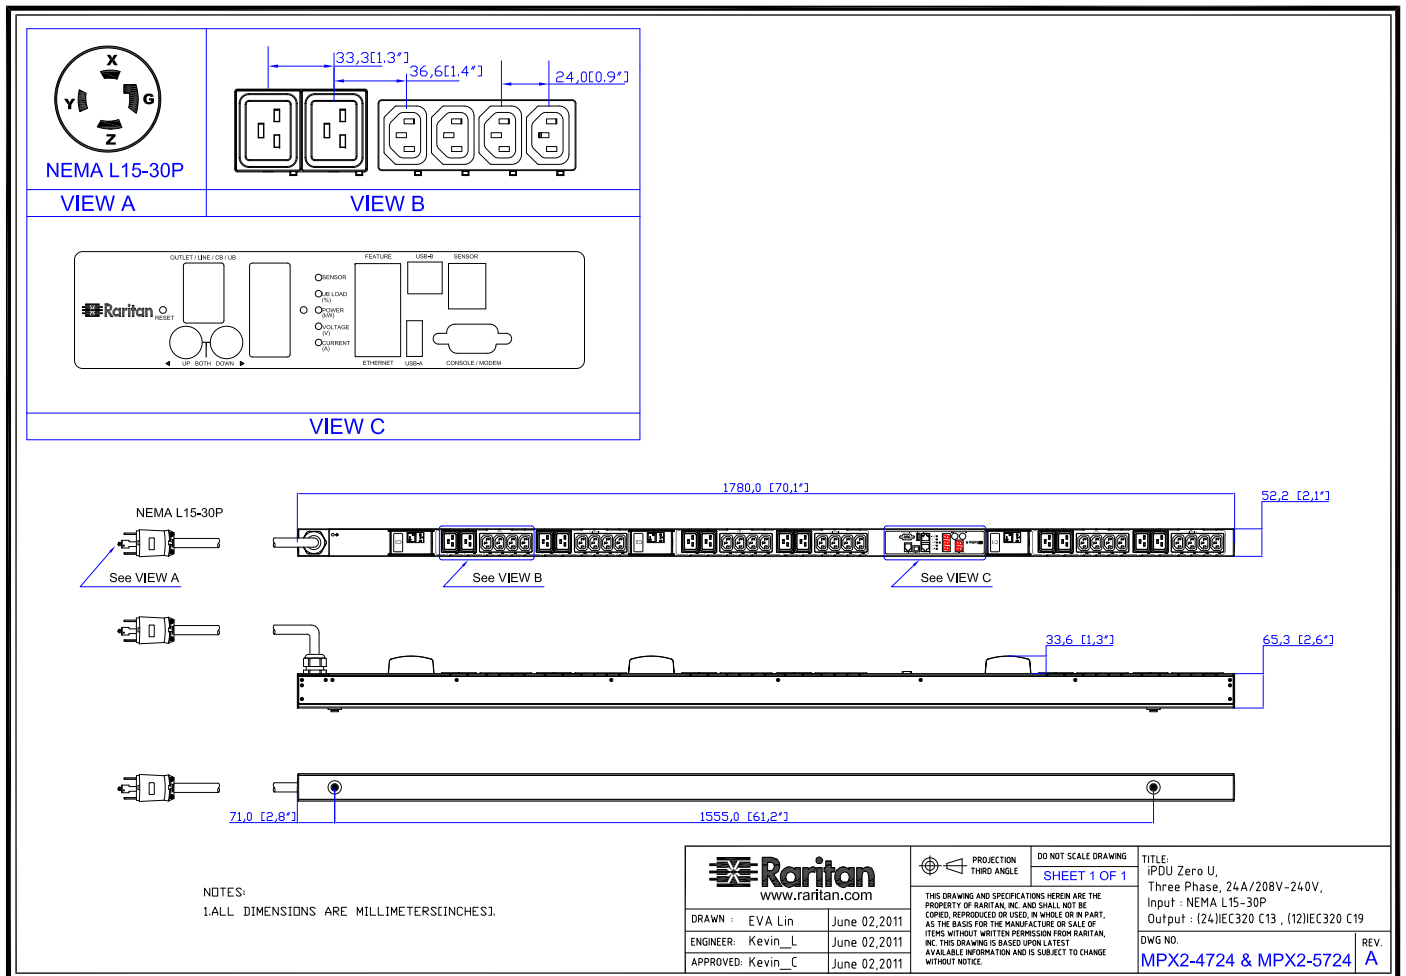 X
Y
G
Z
NEMA L15-30P
VIEW A
33,3[1.3"]
36,6[1.4"]
24,0[0.9"]
VIEW B
OUTLET / LINE / CB / UB
Raritan
RESET
UP BOTH DOWN
SENSOR
UB LOAD
(%)
POWER
(kW)
VOLTAGE
(V)
CURRENT
(A)
FEATURE
USB-B
SENSOR
ETHERNET
USB-A
CONSOLE / MODEM
VIEW C
1780,0 [70,1"]
52,2 [2,1"]
NEMA L15-30P
See VIEW A
See VIEW B
See VIEW C
33,6 [1,3"]
65,3 [2,6"]
71,0 [2,8"]
1555,0 [61,2"]
NOTES:
1.ALL DIMENSIONS ARE MILLIMETERS[INCHES].
Raritan
www.raritan.com
DRAWN : EVA Lin June 02,2011
ENGINEER: Kevin_L June 02,2011
APPROVED: Kevin_C June 02,2011
PROJECTION
THIRD ANGLE
DO NOT SCALE DRAWING
SHEET 1 OF 1
THIS DRAWING AND SPECIFICATIONS HEREIN ARE THE
PROPERTY OF RARITAN, INC. AND SHALL NOT BE
COPIED, REPRODUCED OR USED, IN WHOLE OR IN PART,
AS THE BASIS FOR THE MANUFACTURE OR SALE OF
ITEMS WITHOUT WRITTEN PERMISSION FROM RARITAN,
INC. THIS DRAWING IS BASED UPON LATEST
AVAILABLE INFORMATION AND IS SUBJECT TO CHANGE
WITHOUT NOTICE.
TITLE:
iPDU Zero U,
Three Phase, 24A/208V-240V,
Input : NEMA L15-30P
Output : (24)IEC320 C13 , (12)IEC320 C19
DWG NO.
MPX2-4724 & MPX2-5724
REV.
A